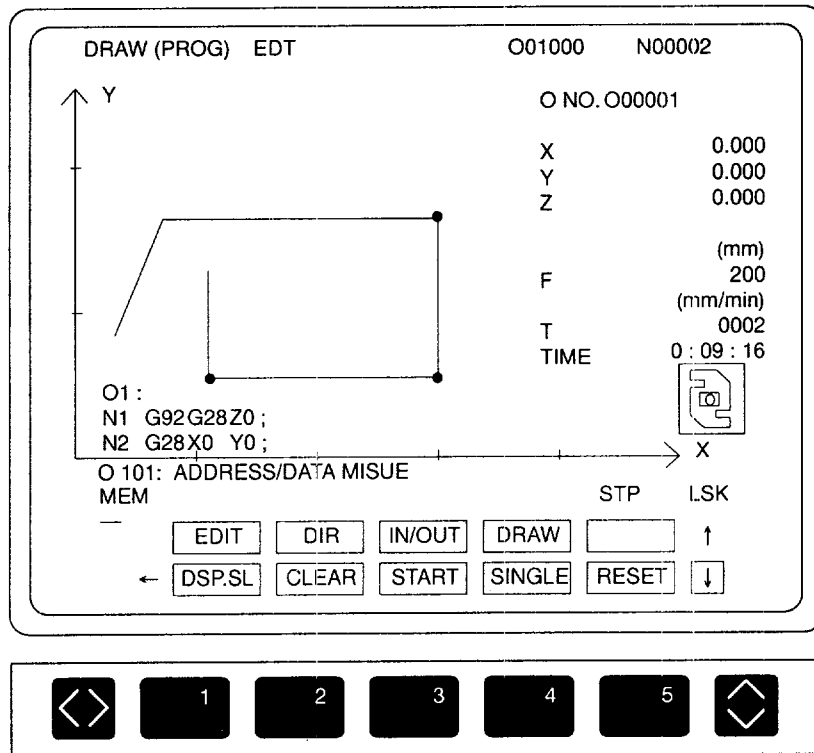 DRAW (PROG) EDT O01000 N00002
Y
O NO. O00001
X 0.000
Y 0.000
Z 0.000
(mm)
F 200
(mm/min)
T 0002
TIME 0 : 09 : 16
O1 :
N1 G92G28Z0 ;
N2 G28X0 Y0 ;
X
O 101: ADDRESS/DATA MISUE
MEM STP LSK
EDIT DIR IN/OUT DRAW ↑
← DSP.SL CLEAR START SINGLE RESET ↓
1 2 3 4 5